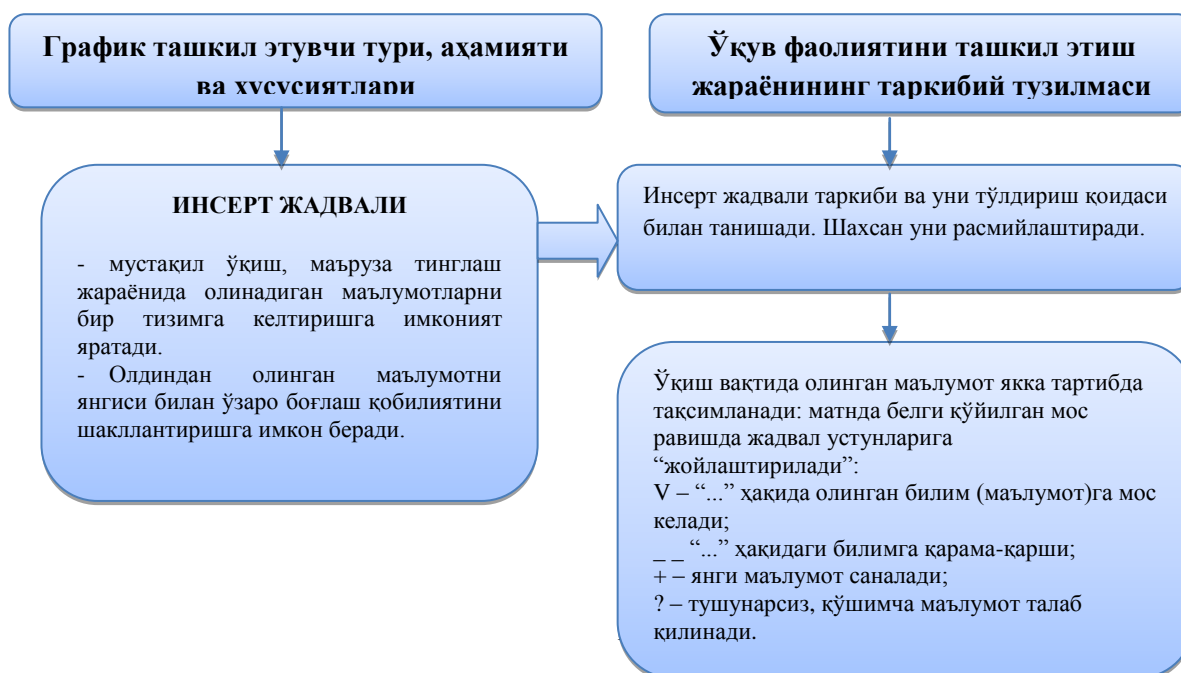 График ташкил этувчи тури, аҳамияти
ва хусусиятлари
Ўқув фаолиятини ташкил этиш
жараёнининг таркибий тузилмаси
ИНСЕРТ ЖАДВАЛИ
- мустақил ўқиш, маъруза тинглаш
жараёнида олинадиган маълумотларни
бир тизимга келтиришга имконият
яратади.
- Олдиндан олинган маълумотни
янгиси билан ўзаро боғлаш қобилиятини
шакллантиришга имкон беради.
Инсерт жадвали таркиби ва уни тўлдириш қоидаси
билан танишади. Шахсан уни расмийлаштиради.
Ўқиш вақтида олинган маълумот якка тартибда
тақсимланади: матнда белги қўйилган мос
равишда жадвал устунларига
“жойлаштирилади”:
V – “...” ҳақида олинган билим (маълумот)га мос
келади;
_ _ “...” ҳақидаги билимга қарама-қарши;
+ – янги маълумот саналади;
? – тушунарсиз, қўшимча маълумот талаб
қилинади.